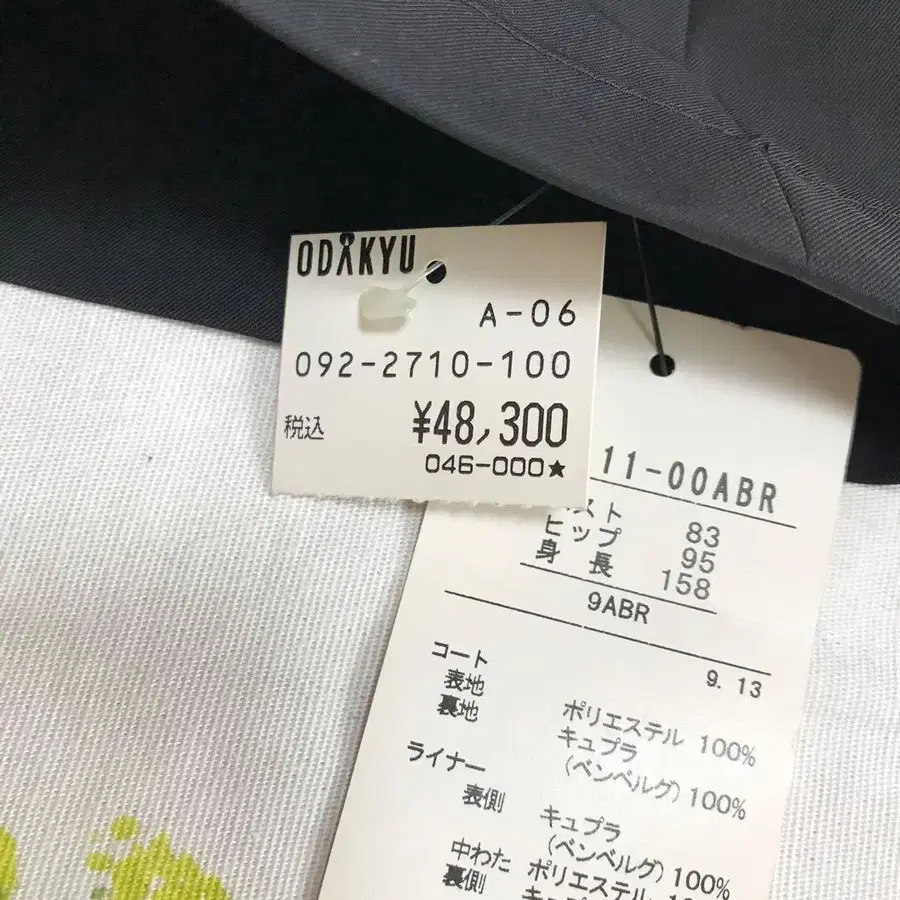 ODAKYU
A-06
092-2710-100
税込 ¥48,300
046-000★
11-00ABR
スト 83
ヒップ 95
身長 158
9ABR
9.13
コート
表地 ポリエステル 100%
裏地 キュプラ
(ベンベルグ) 100%
ライナー
表側 キュプラ
(ベンベルグ) 100%
中わた ポリエステル 100%
裏側 キュプラ